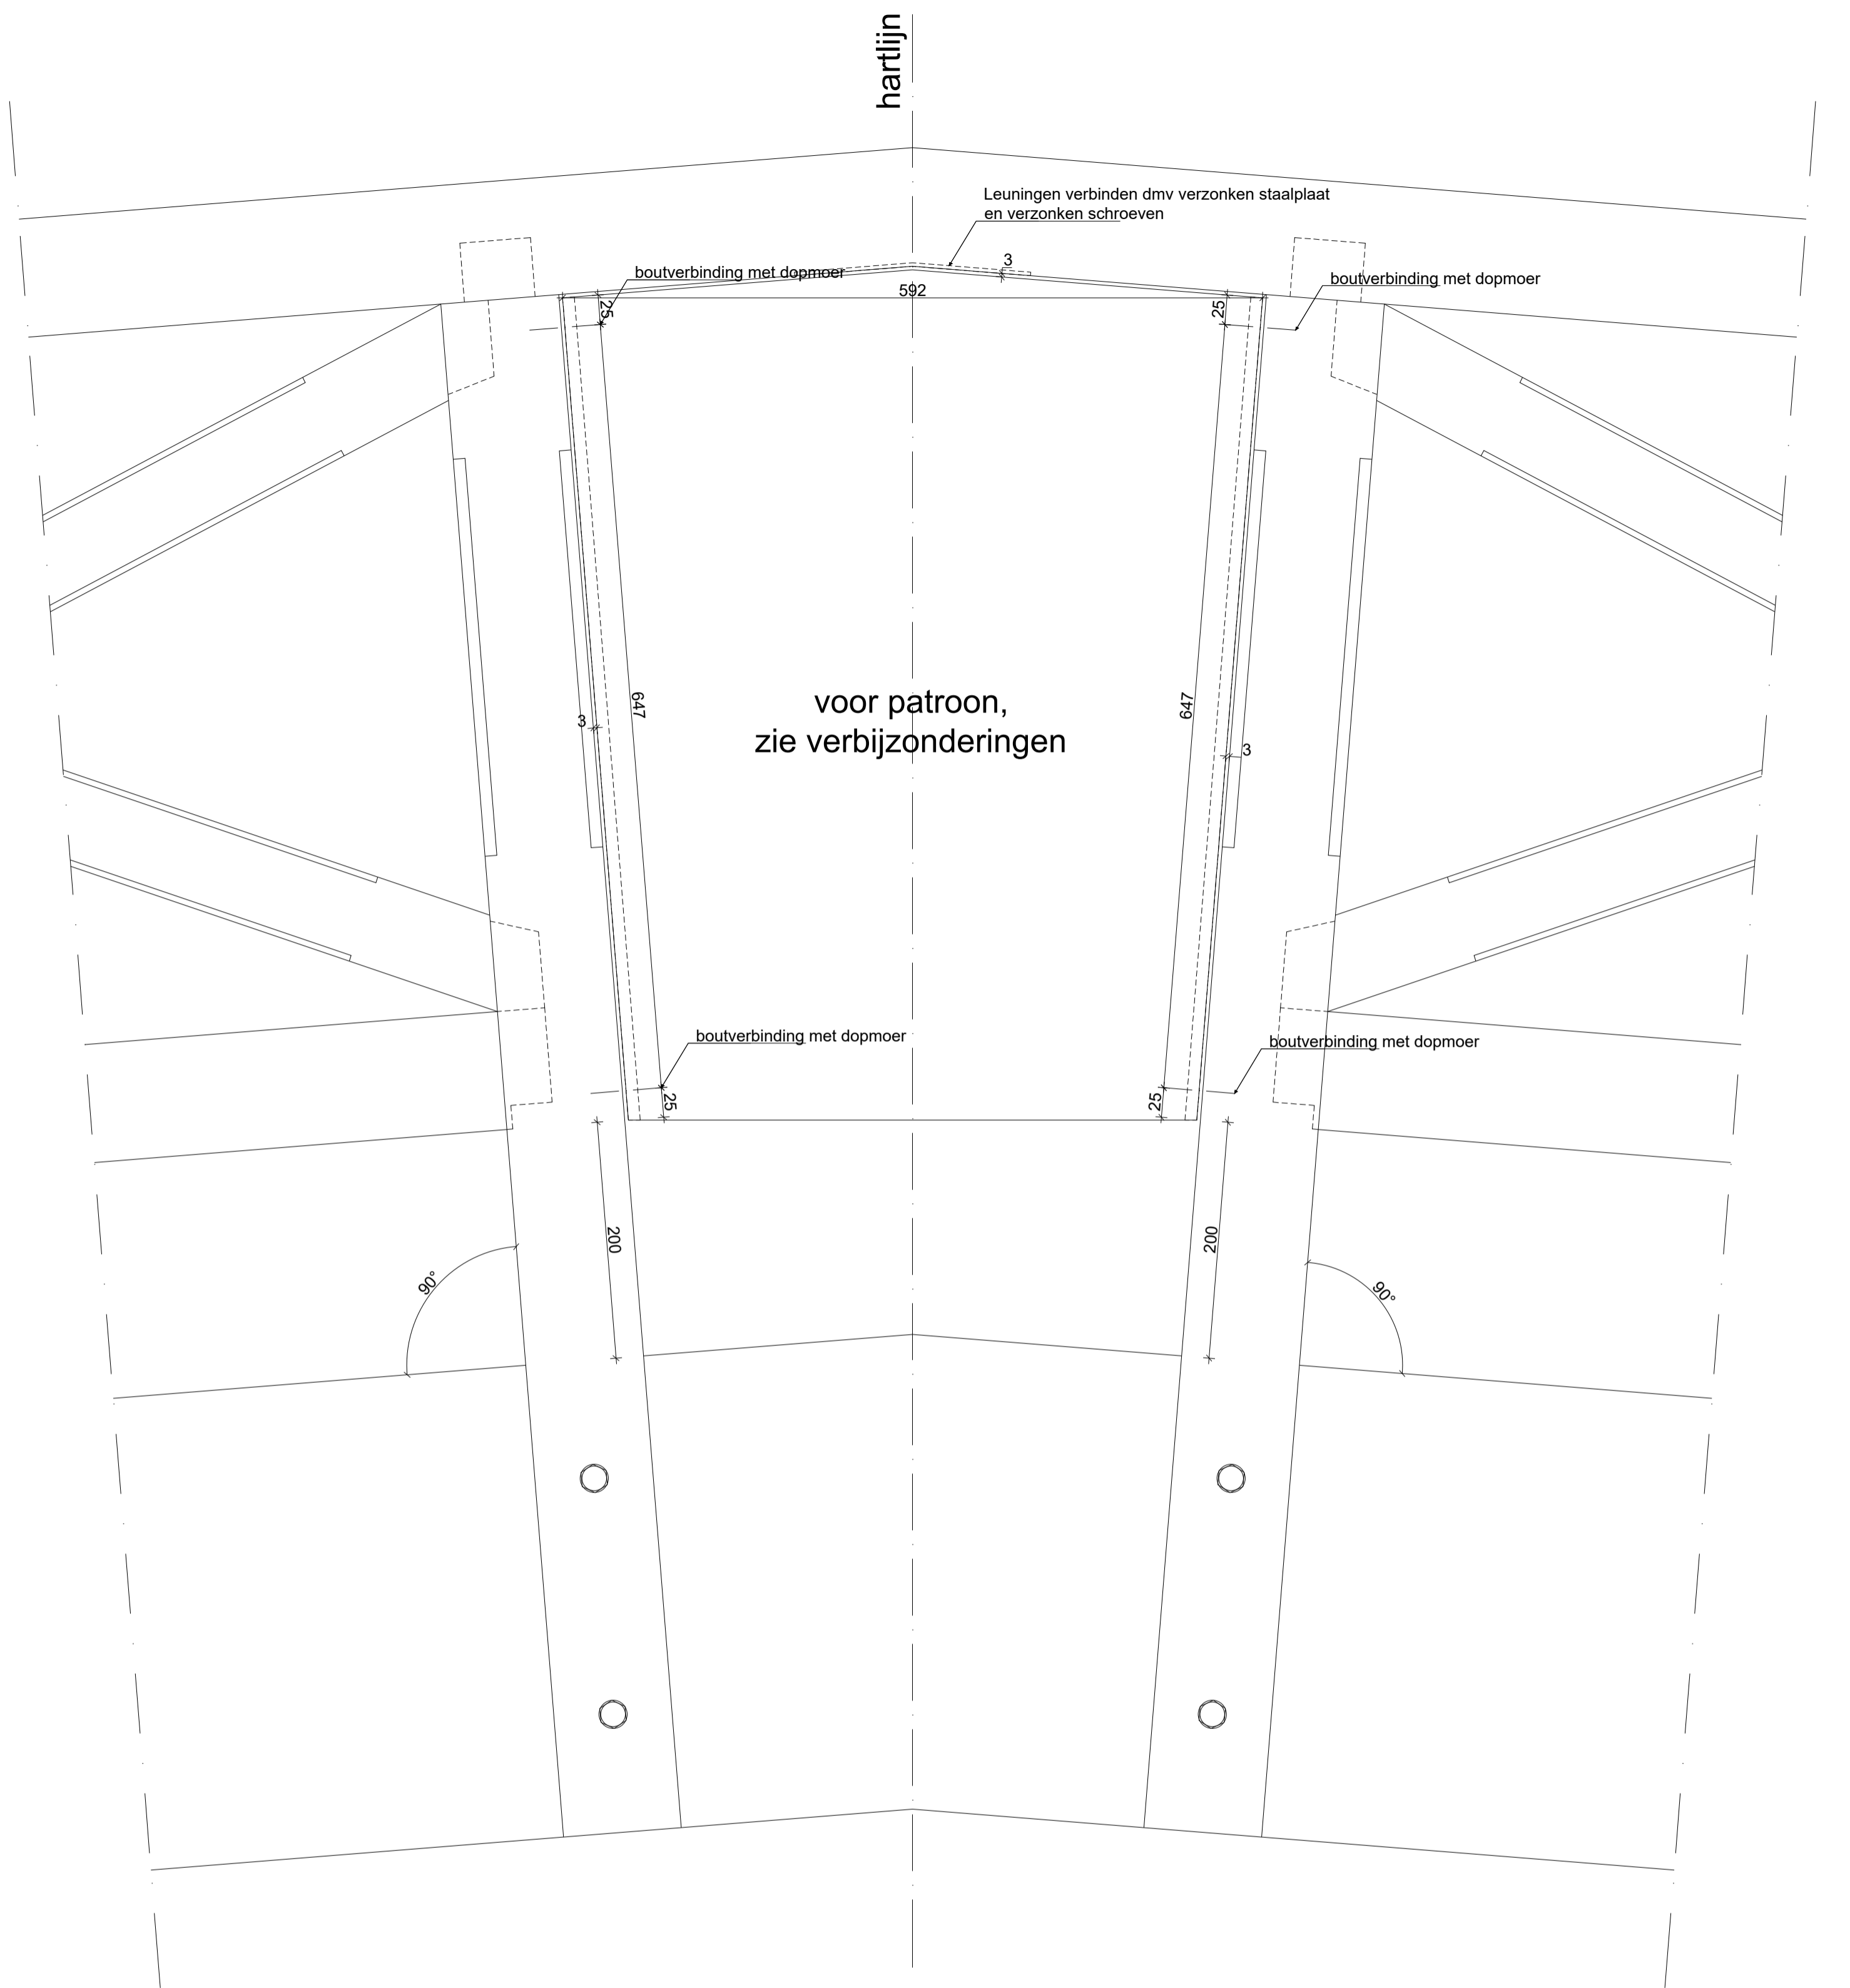 hartlijn
Leuningen verbinden dmv verzonken staalplaat
en verzonken schroeven
3
boutverbinding met dopmoer
boutverbinding met dopmoer
592
25
25
647
647
voor patroon,
zie verbijzonderingen
3
3
boutverbinding met dopmoer
boutverbinding met dopmoer
25
25
200
200
90°
90°